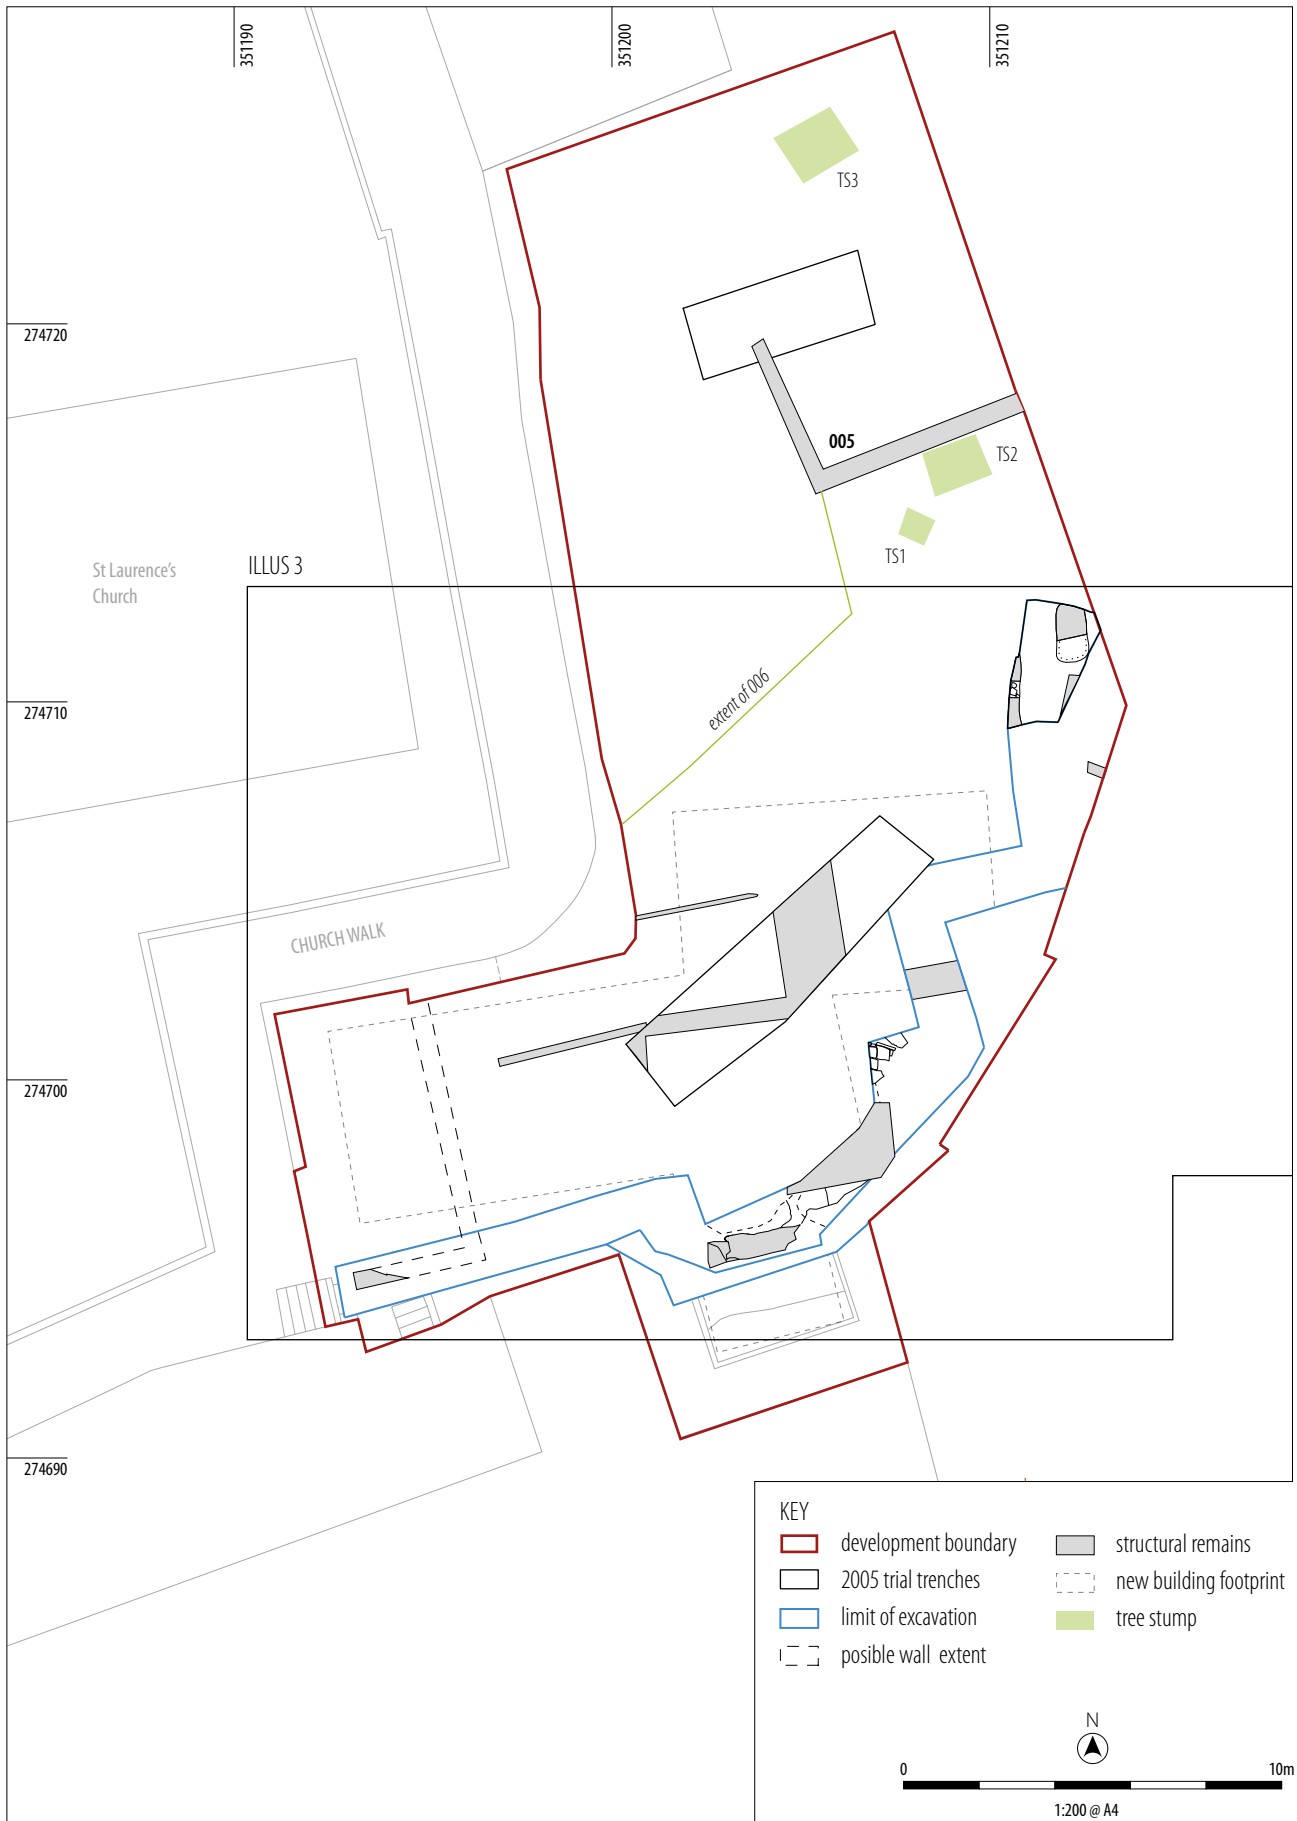 351190
351200
351210
TS3
274720
005
TS2
TS1
ILLUS 3
St Laurence's
Church
extent of 006
274710
CHURCH WALK
274700
274690
KEY
development boundary
2005 trial trenches
limit of excavation
posible wall extent
structural remains
new building footprint
tree stump
N
0
10m
1:200 @ A4